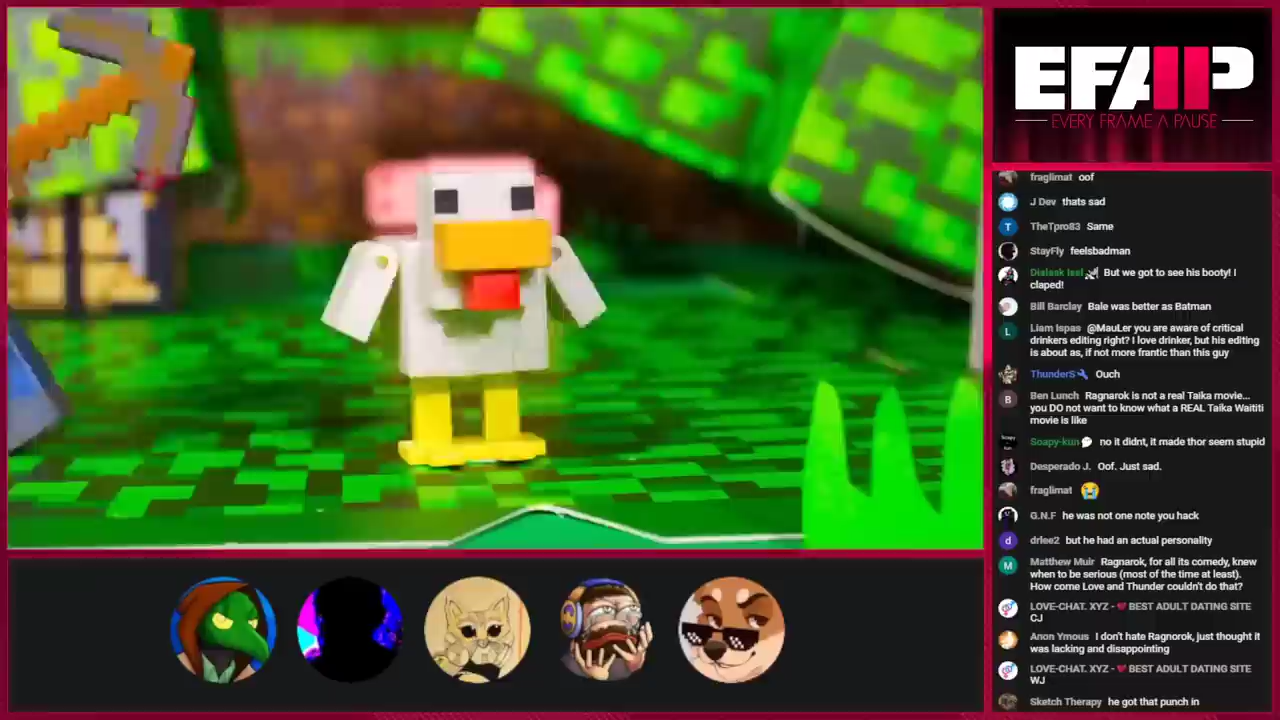 EFAP
EVERY FRAME A PAUSE
fraglimat oof
J Dev thats sad
T TheTpro83 Same
StayFly feelsbadman
But we got to see his booty! I
claped!
Bill Barclay Bale was better as Batman
L Liam Ispas @MauLer you are aware of critical
drinkers editing right? I love drinker, but his editing
is about as, if not more frantic than this guy
ThunderS Ouch
B Ben Lunch Ragnarok is not a real Taika movie...
you DO not want to know what a REAL Taika Waititi
movie is like
Soapy-kun no it didnt, it made thor seem stupid
Desperado J. Oof. Just sad.
fraglimat 😭
G.N.F he was not one note you hack
d drlee2 but he had an actual personality
M Matthew Muir Ragnarok, for all its comedy, knew
when to be serious (most of the time at least).
How come Love and Thunder couldn't do that?
LOVE-CHAT. XYZ - ❤ BEST ADULT DATING SITE
CJ
Anon Ymous I don't hate Ragnorok, just thought it
was lacking and disappointing
LOVE-CHAT. XYZ - ❤ BEST ADULT DATING SITE
WJ
Sketch Therapy he got that punch in